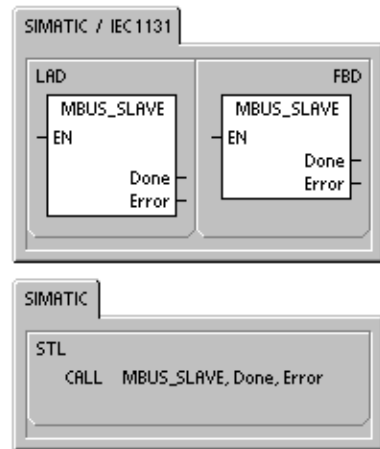 SIMATIC / IEC1131
LAD
FBD
MBUS_SLAVE
EN
Done
Error
MBUS_SLAVE
EN
Done
Error
SIMATIC
STL
CALL MBUS_SLAVE, Done, Error